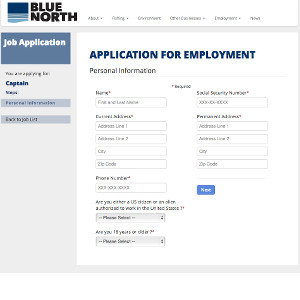 BLUE
NORTH
About
Fishing
Environment
Other Businesses
Employment
News
Job Application
You are applying for:
Captain
Steps:
Personal Information
Back to Job List
APPLICATION FOR EMPLOYMENT
Personal Information
* Required
Name*
First and Last Name
Social Security Number*
XXX-XX-XXXX
Current Address*
Address Line 1
Address Line 2
City
Zip Code
Permanent Address*
Address Line 1
Address Line 2
City
Zip Code
Phone Number*
XXX-XXX-XXXX
Next
Are you either a US citizen or an alien
authorized to work in the United States ?*
-- Please Select --
Are you 18 years or older ?*
-- Please Select --